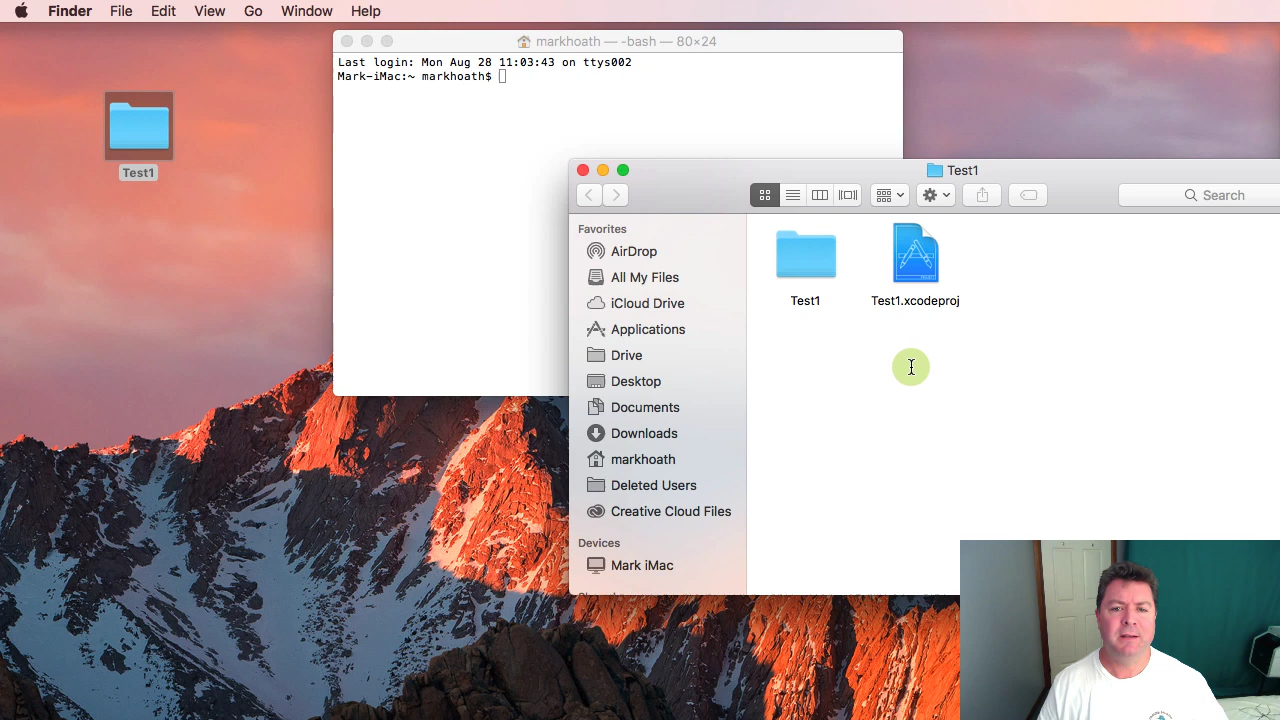 Finder File Edit View Go Window Help
markhoath — -bash — 80×24
Last login: Mon Aug 28 11:03:43 on ttys002
Mark-iMac:~ markhoath$
Test1
Test1
Search
Favorites
AirDrop
All My Files
iCloud Drive
Applications
Drive
Desktop
Documents
Downloads
markhoath
Deleted Users
Creative Cloud Files
Devices
Mark iMac
Test1
Test1.xcodeproj